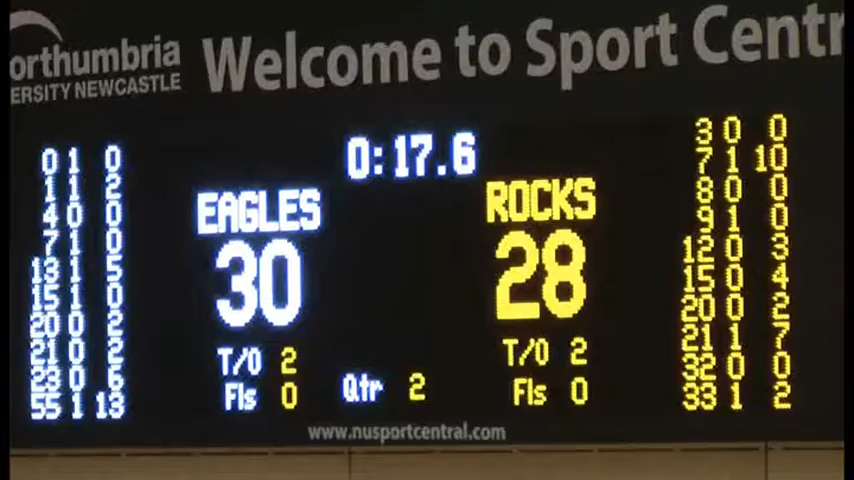 orthumbria
ERSITY NEWCASTLE
Welcome to Sport Centr
0:17.6
EAGLES
30
T/O 2
Fls 0
Qtr 2
ROCKS
28
T/O 2
Fls 0
0 1 0
1 1 2
4 0 0
7 1 0
13 1 5
15 1 0
20 0 2
21 0 2
23 0 6
55 1 13
3 0 0
7 1 10
8 0 0
9 1 0
12 0 3
15 0 4
20 0 2
21 1 7
32 0 0
33 1 2
www.nusportcentral.com